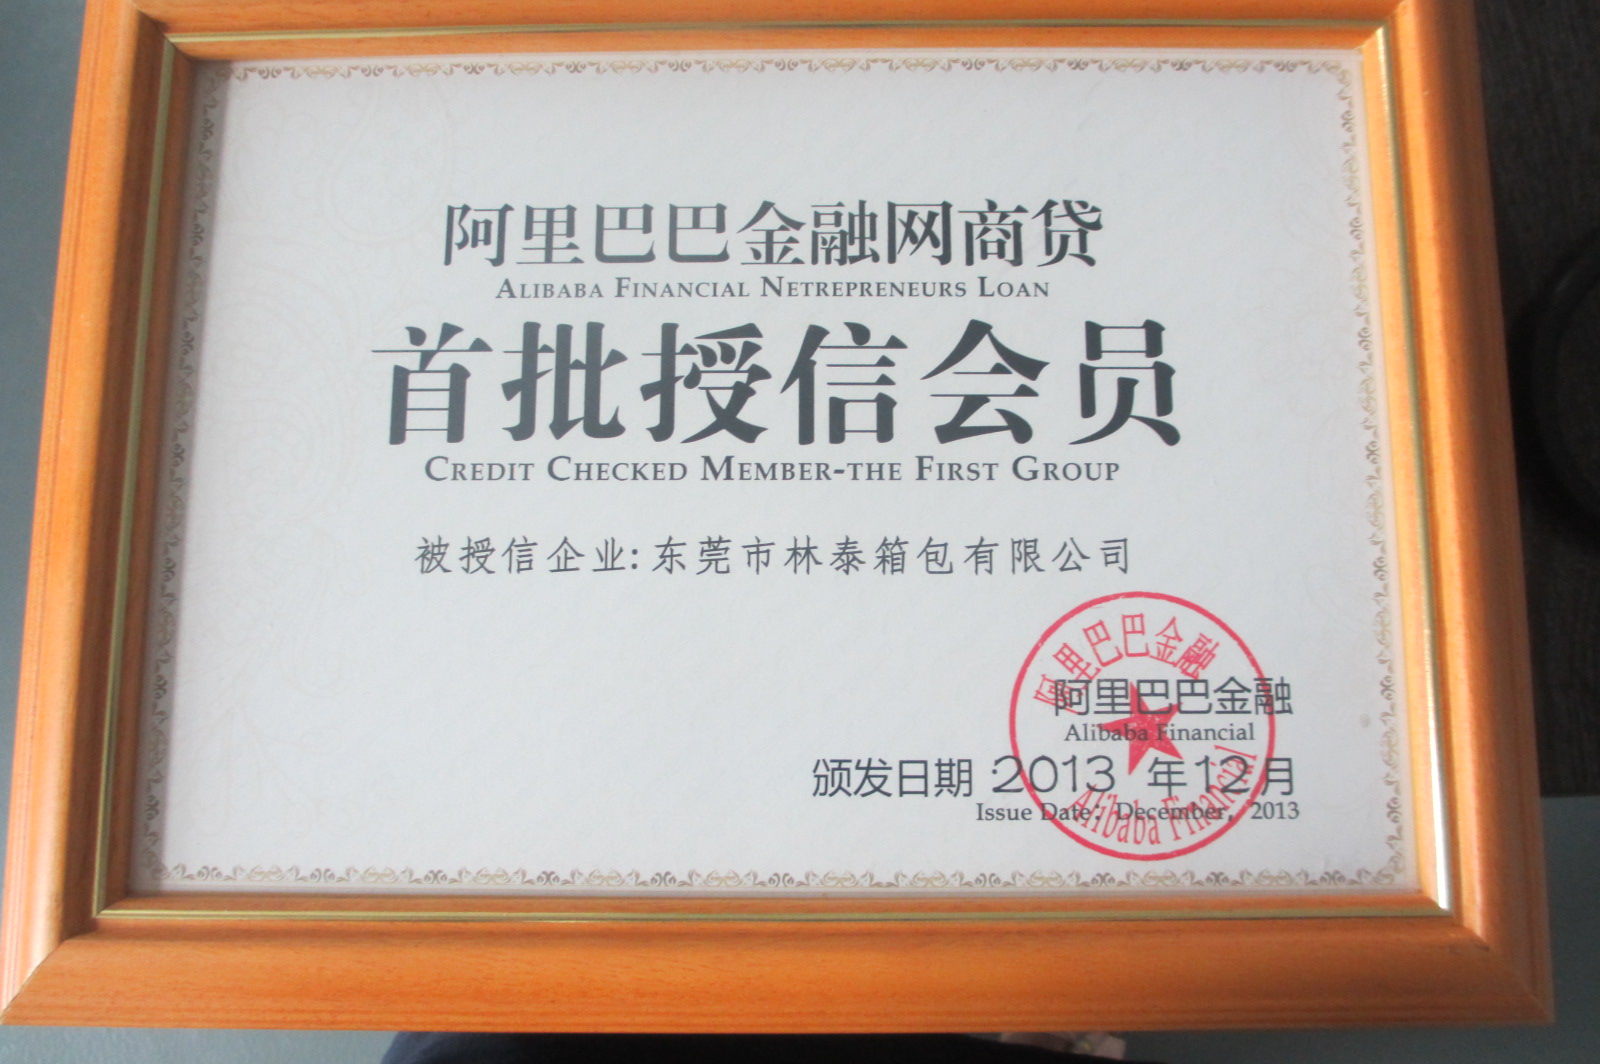 阿里巴巴金融网商贷
ALIBABA FINANCIAL NETREPRENEURS LOAN
首批授信会员
CREDIT CHECKED MEMBER-THE FIRST GROUP
被授信企业:东莞市林泰箱包有限公司
阿里巴巴金融
阿里巴巴金融
Alibaba Financial
颁发日期:2013 年12月
Issue Date: December, 2013
Alibaba Financial